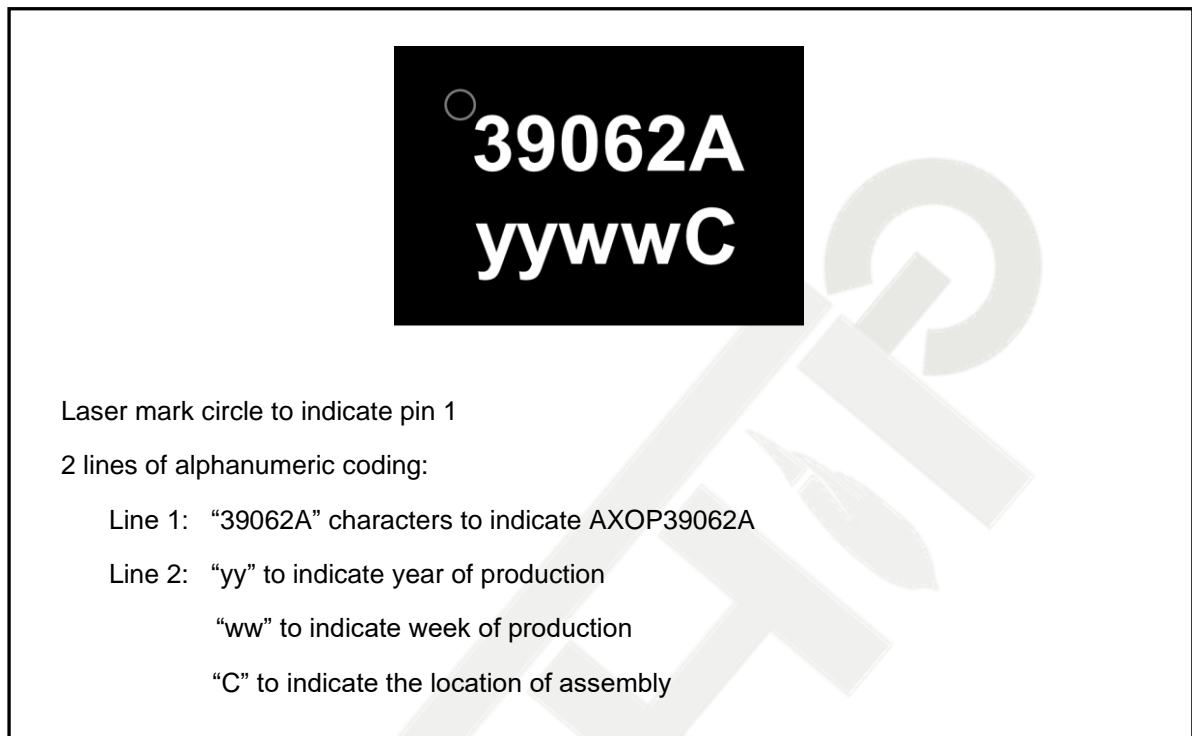 39062A
yywwC
Laser mark circle to indicate pin 1
2 lines of alphanumeric coding:
Line 1: “39062A” characters to indicate AXOP39062A
Line 2: “yy” to indicate year of production
“ww” to indicate week of production
“C” to indicate the location of assembly